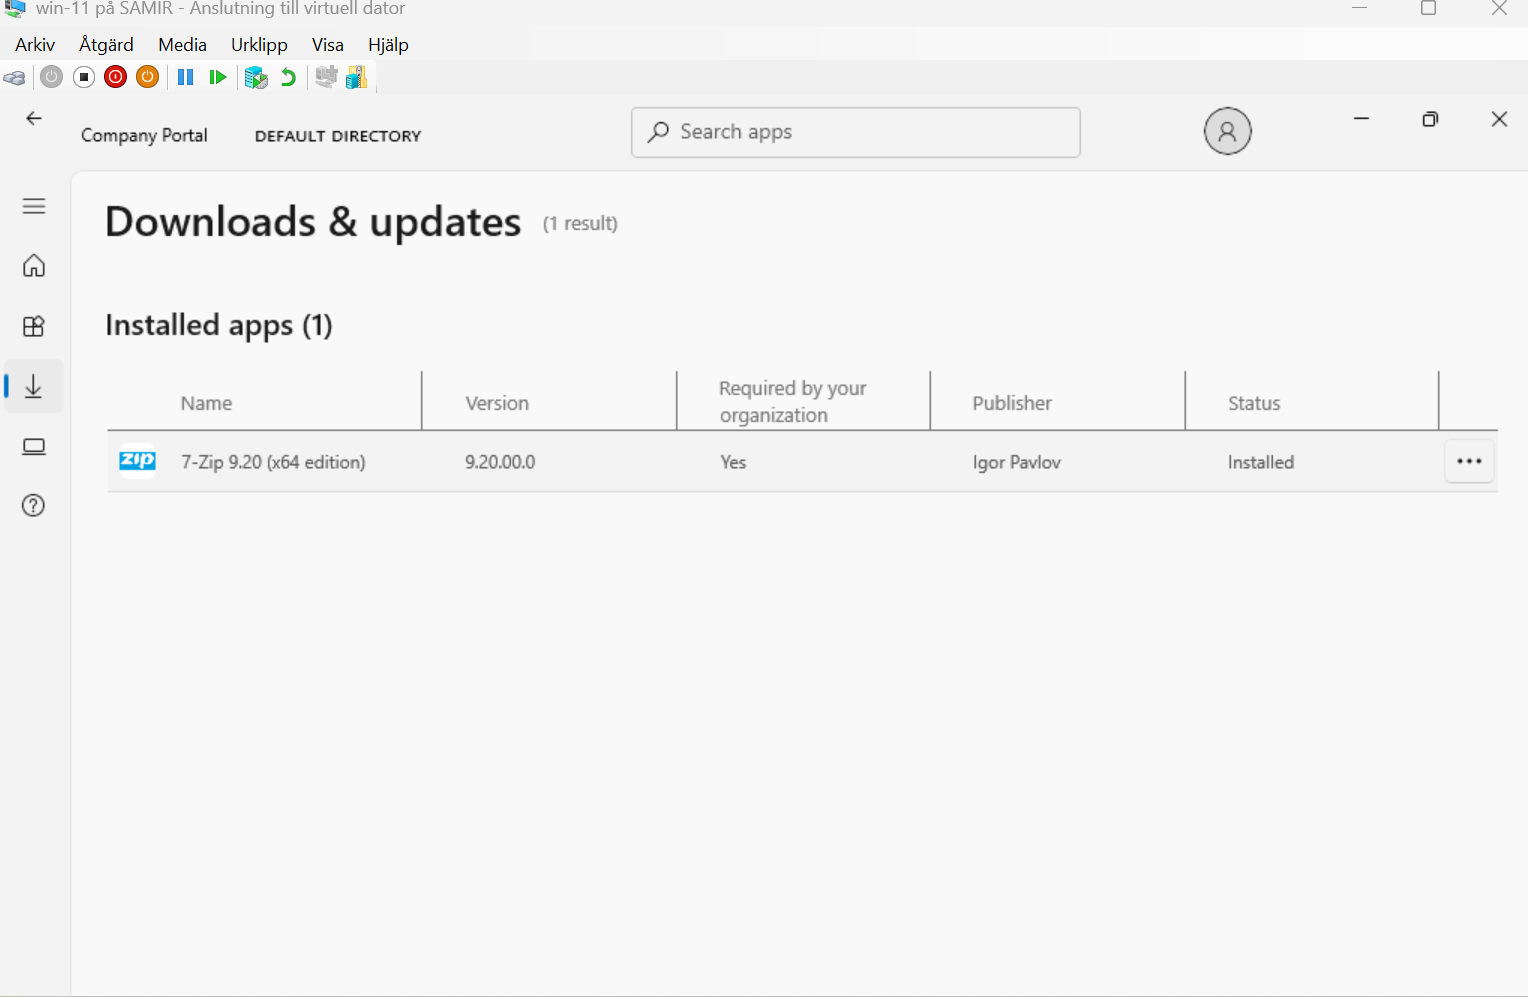 win-11 på SAMIR - Anslutning till virtuell dator
Arkiv Åtgärd Media Urklipp Visa Hjälp
Company Portal DEFAULT DIRECTORY Search apps
Downloads & updates (1 result)
Installed apps (1)
Name Version Required by your organization Publisher Status
zip 7-Zip 9.20 (x64 edition) 9.20.00.0 Yes Igor Pavlov Installed